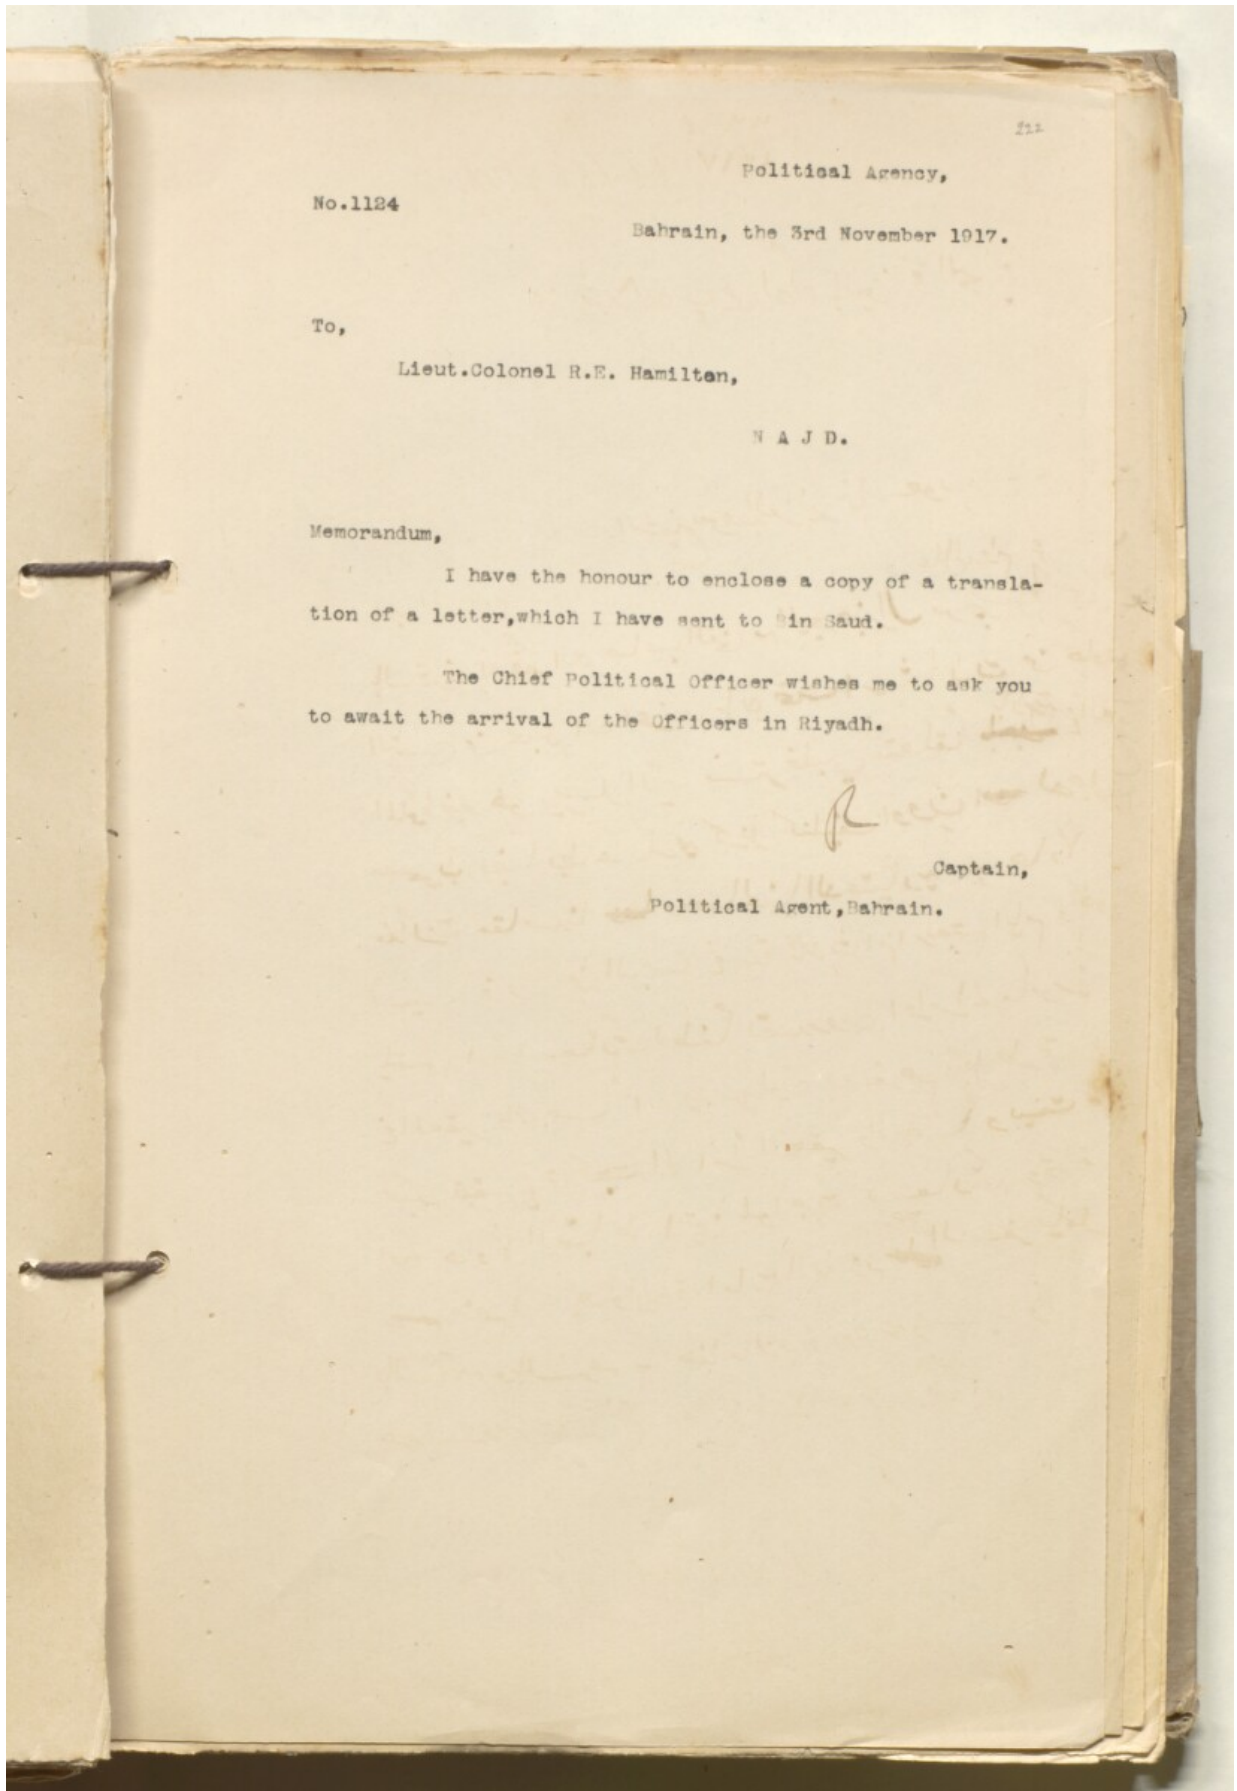 222
Political Agency,
No.1124
Bahrain, the 3rd November 1917.
To,
Lieut.Colonel R.E. Hamilton,
N A J D.
Memorandum,
I have the honour to enclose a copy of a transla-
tion of a letter,which I have sent to Bin Saud.
The Chief Political Officer wishes me to ask you
to await the arrival of the Officers in Riyadh.
Captain,
Political Agent,Bahrain.